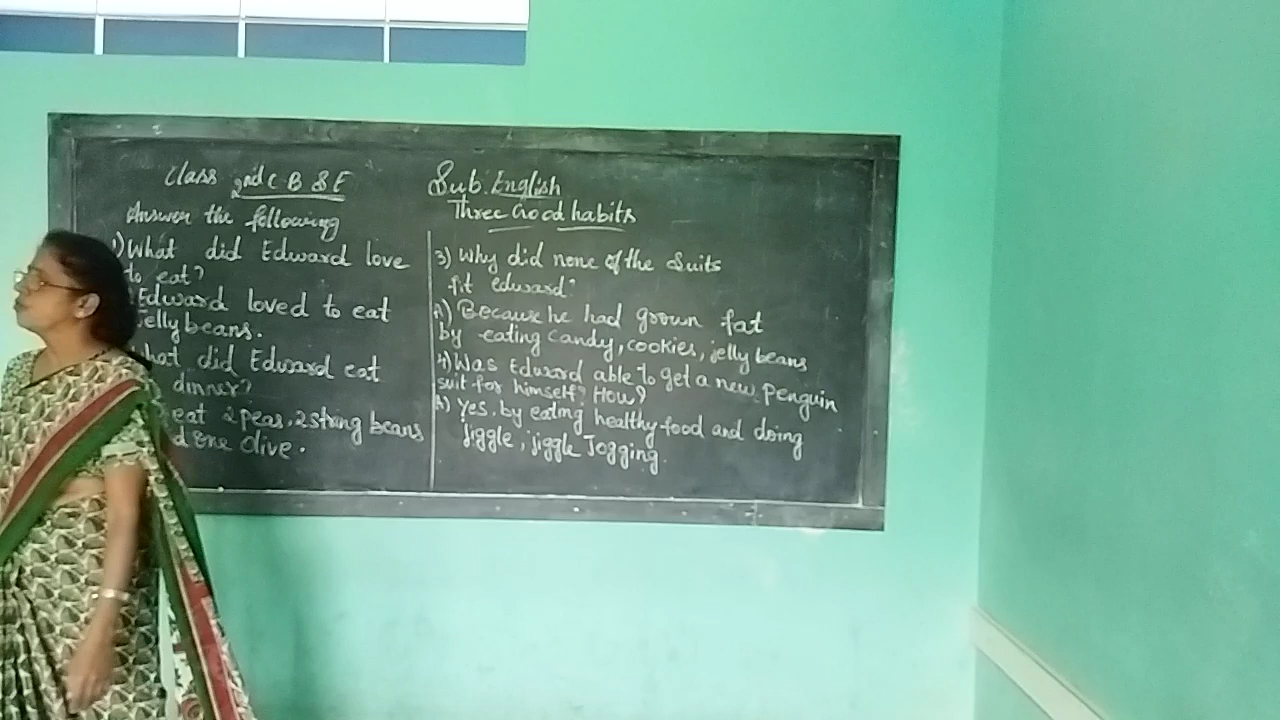 Class 2nd C B S E
Sub. English
Three Good habits
Answer the following
1) What did Edward love
to eat?
Edward loved to eat
Jelly beans.
hat did Edward eat
dinner?
eat 2 peas, 2 string beans
d one Olive.
3) Why did none of the Suits
fit edward?
A) Because he had grown fat
by eating candy, cookies, jelly beans
4) Was Edward able to get a new Penguin
suit for himself? How?
A) Yes. by eating healthy food and doing
Jiggle, jiggle Jogging.